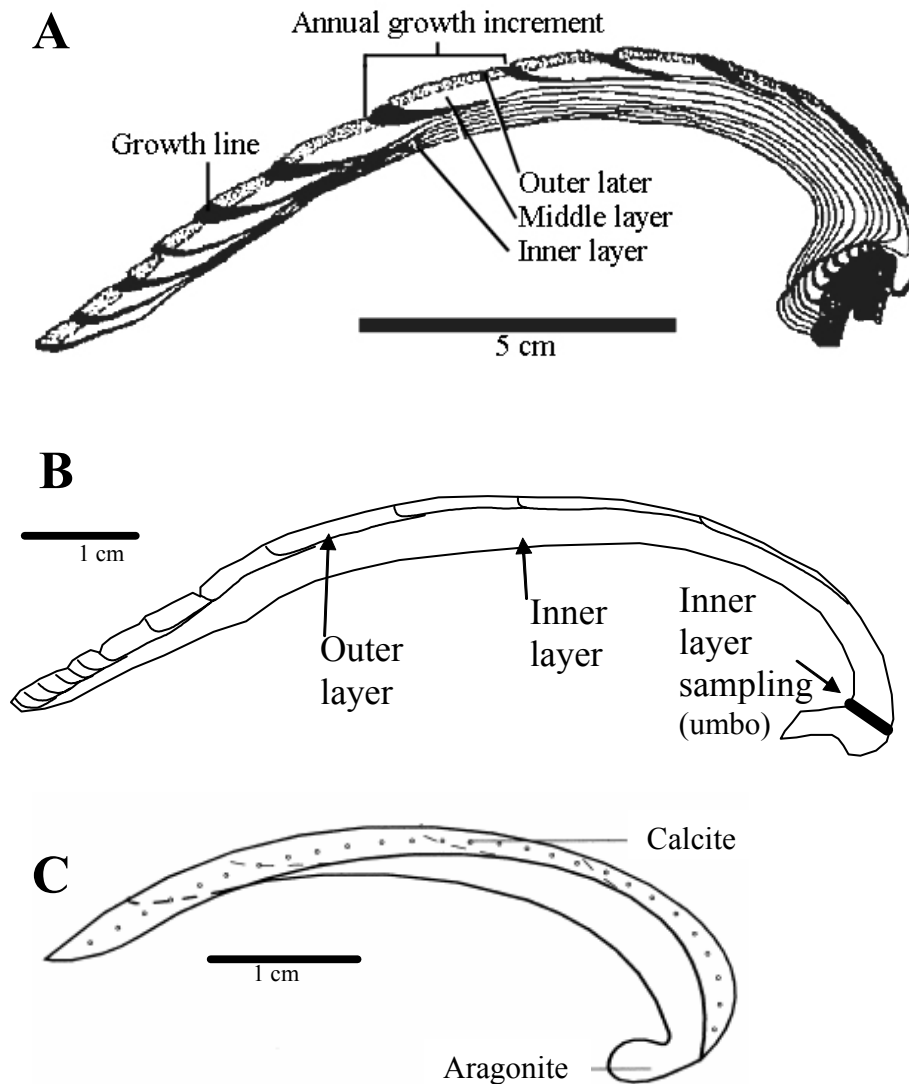 A
Annual growth increment
Growth line
Outer later
Middle layer
Inner layer
5 cm
B
1 cm
Outer
layer
Inner
layer
Inner
layer
sampling
(umbo)
C
Calcite
1 cm
Aragonite